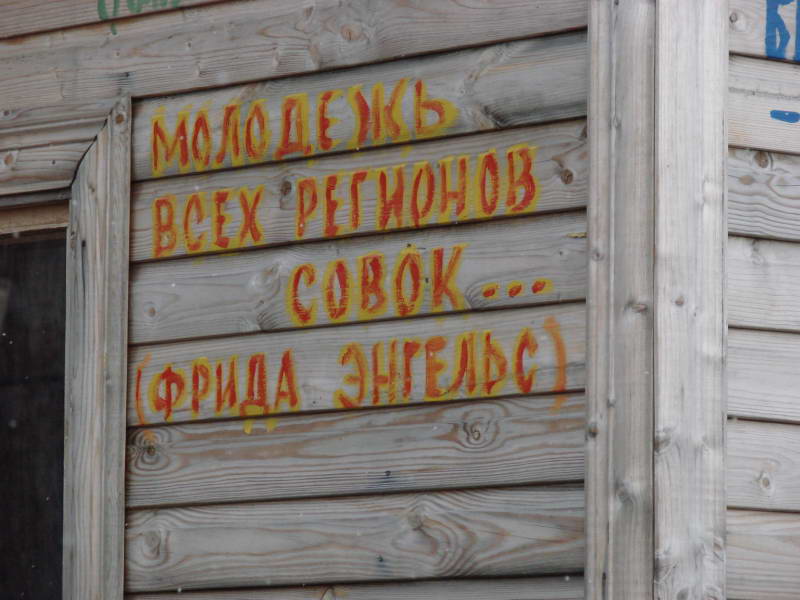 МОЛОДЕЖЬ
ВСЕХ РЕГИОНОВ
СОВОК...
(ФРИДА ЭНГЕЛЬС)